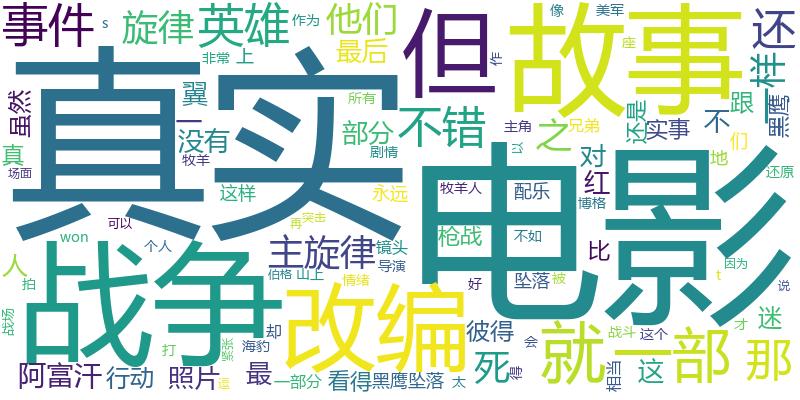 事件 旋律 英雄 作为 他们 但 故事 像 美军 还
s 非常 上 最后 作 座 一样
虽然 真实 翼 一 没有 所有 部分 不错 主角 兄弟 还是 实事 不 跟 黑鹰
真 牧羊 剧情 以 之 们
场面 这样 永远 牧羊人 配乐 对 红 博格 地 还原
可以 电影
won 个人 主旋律 镜头 枪战 不如 比
人 战争 伯格 山上 导演 坠落 因为
拍 改编 情绪 好 被 t 说
战场 再 突击
打 紧张 却 海豹 彼得 会 就 一部 战斗 这个 才 迷
阿富汗 行动 照片 最 一部分 看得 黑鹰坠落 太 死 得 相当 这 那